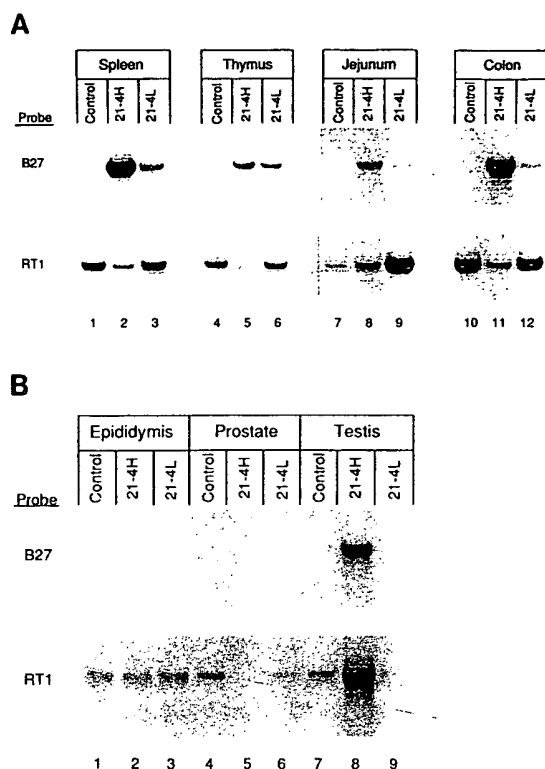 A
Spleen Thymus Jejunum Colon
Probe Control 21-4H 21-4L Control 21-4H 21-4L Control 21-4H 21-4L Control 21-4H 21-4L
B27
RT1
1 2 3 4 5 6 7 8 9 10 11 12
B
Epididymis Prostate Testis
Probe Control 21-4H 21-4L Control 21-4H 21-4L Control 21-4H 21-4L
B27
RT1
1 2 3 4 5 6 7 8 9